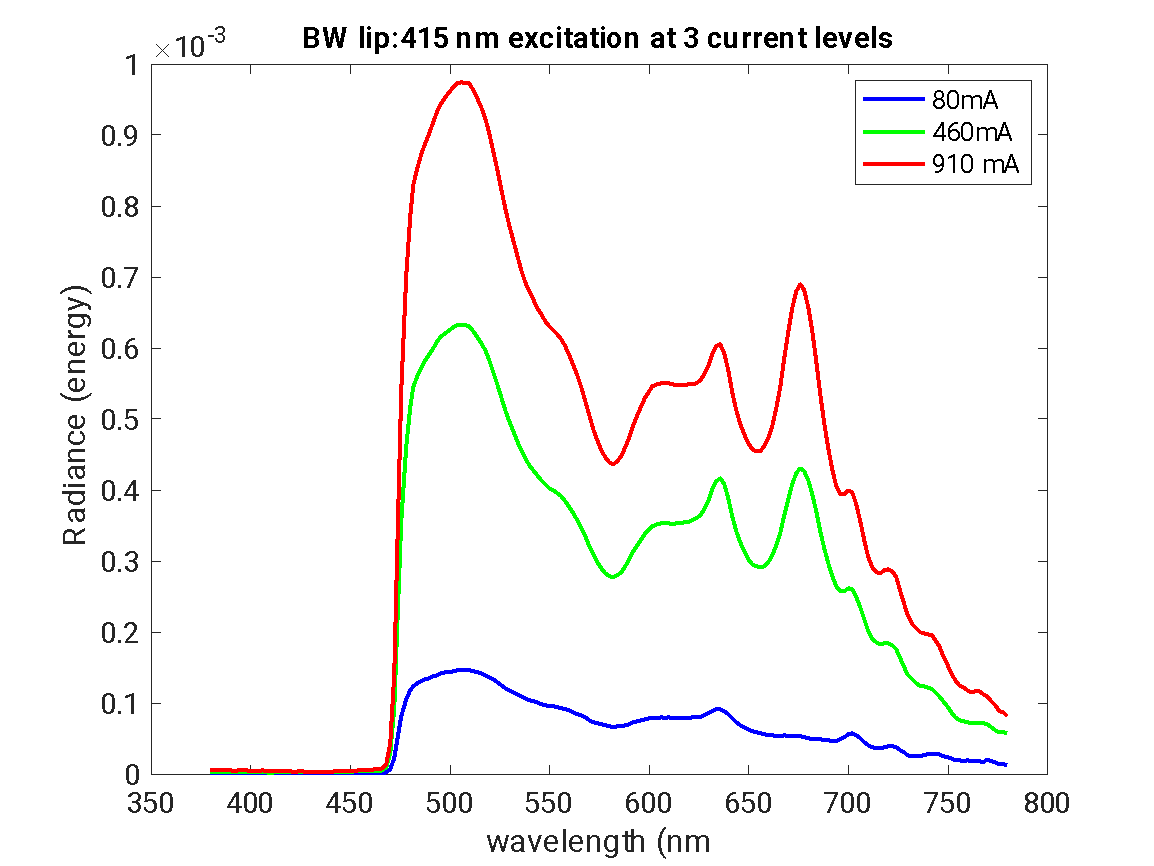 BW lip:415 nm excitation at 3 current levels
×10-3
1
0.9
0.8
0.7
0.6
0.5
0.4
0.3
0.2
0.1
0
Radiance (energy)
80mA
460mA
910 mA
350 400 450 500 550 600 650 700 750 800
wavelength (nm